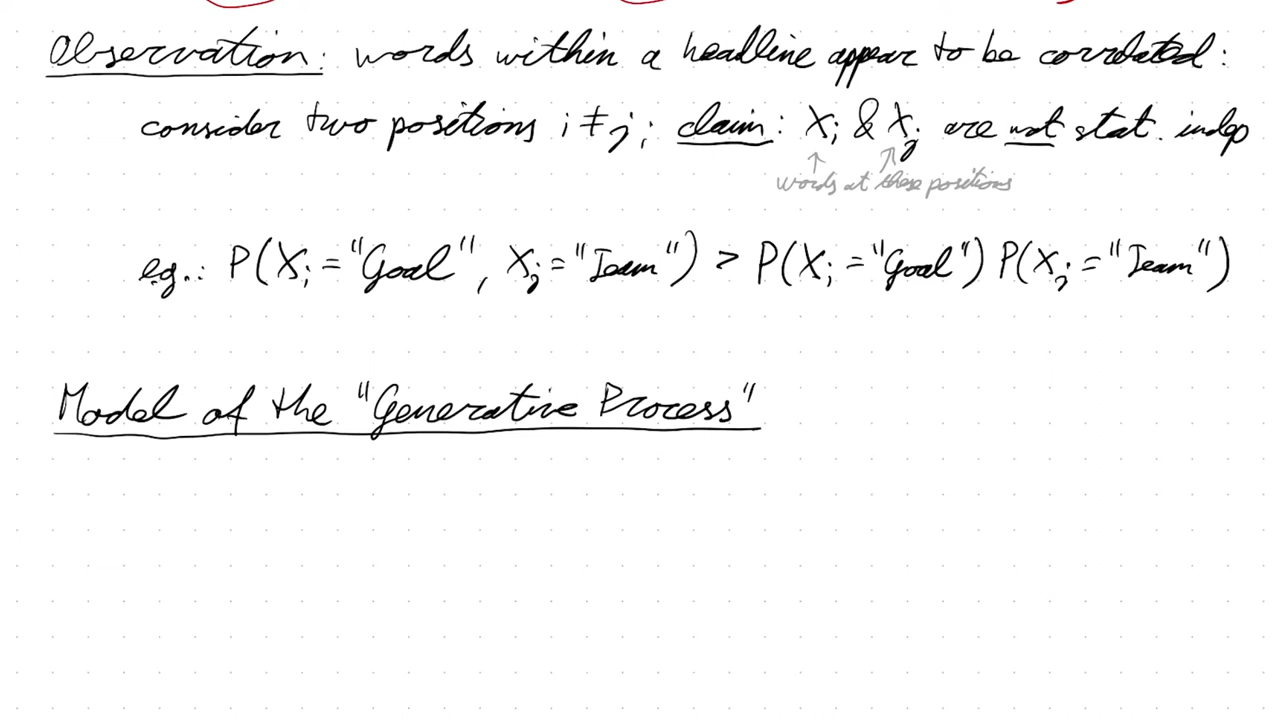 Observation: words within a headline appear to be correlated:
consider two positions i ≠ j; claim: Xi & Xj are not stat. indep
words at these positions
e.g.: P(Xi = "Goal", Xj = "Team") > P(Xi = "Goal") P(Xj = "Team")
Model of the "Generative Process"